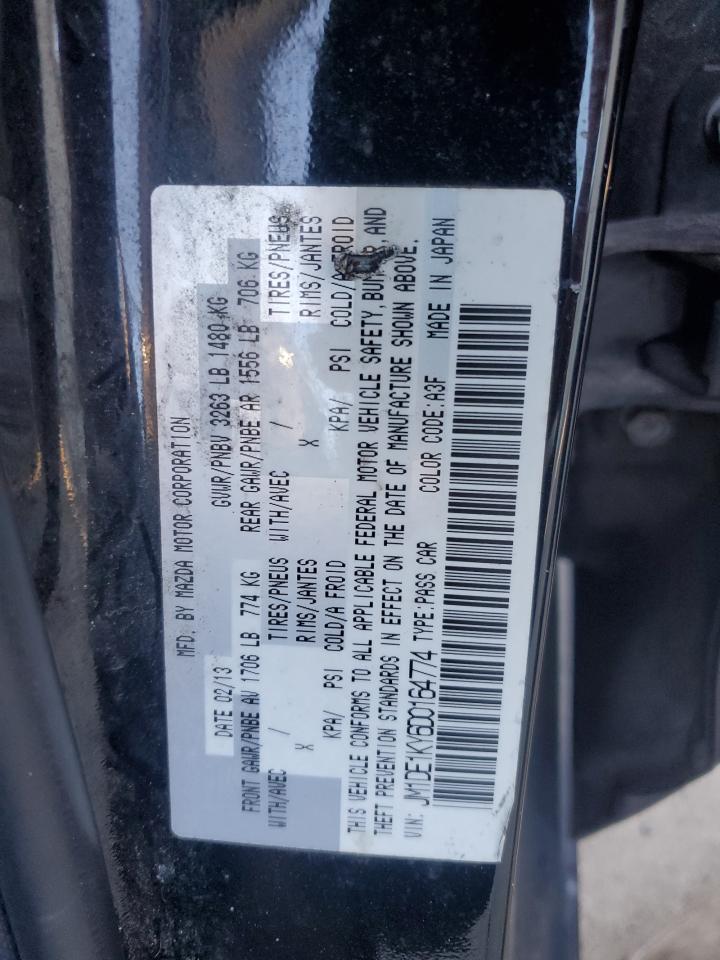 MFD. BY MAZDA MOTOR CORPORATION
DATE 02/13 GVWR/PNBV 3263 LB 1480 KG
FRONT GAWR/PNBE AV 1706 LB 774 KG REAR GAWR/PNBE AR 1556 LB 706 KG
WITH/AVEC / TIRES/PNEUS WITH/AVEC / TIRES/PNEUS
X RIMS/JANTES X RIMS/JANTES
KPA/ PSI COLD/A FROID KPA/ PSI COLD/A FROID
THIS VEHICLE CONFORMS TO ALL APPLICABLE FEDERAL MOTOR VEHICLE SAFETY, AND
THEFT PREVENTION STANDARDS IN EFFECT ON THE DATE OF MANUFACTURE SHOWN ABOVE.
VIN: JM1DE1KY6D0164774 TYPE:PASS CAR COLOR CODE:A3F MADE IN JAPAN